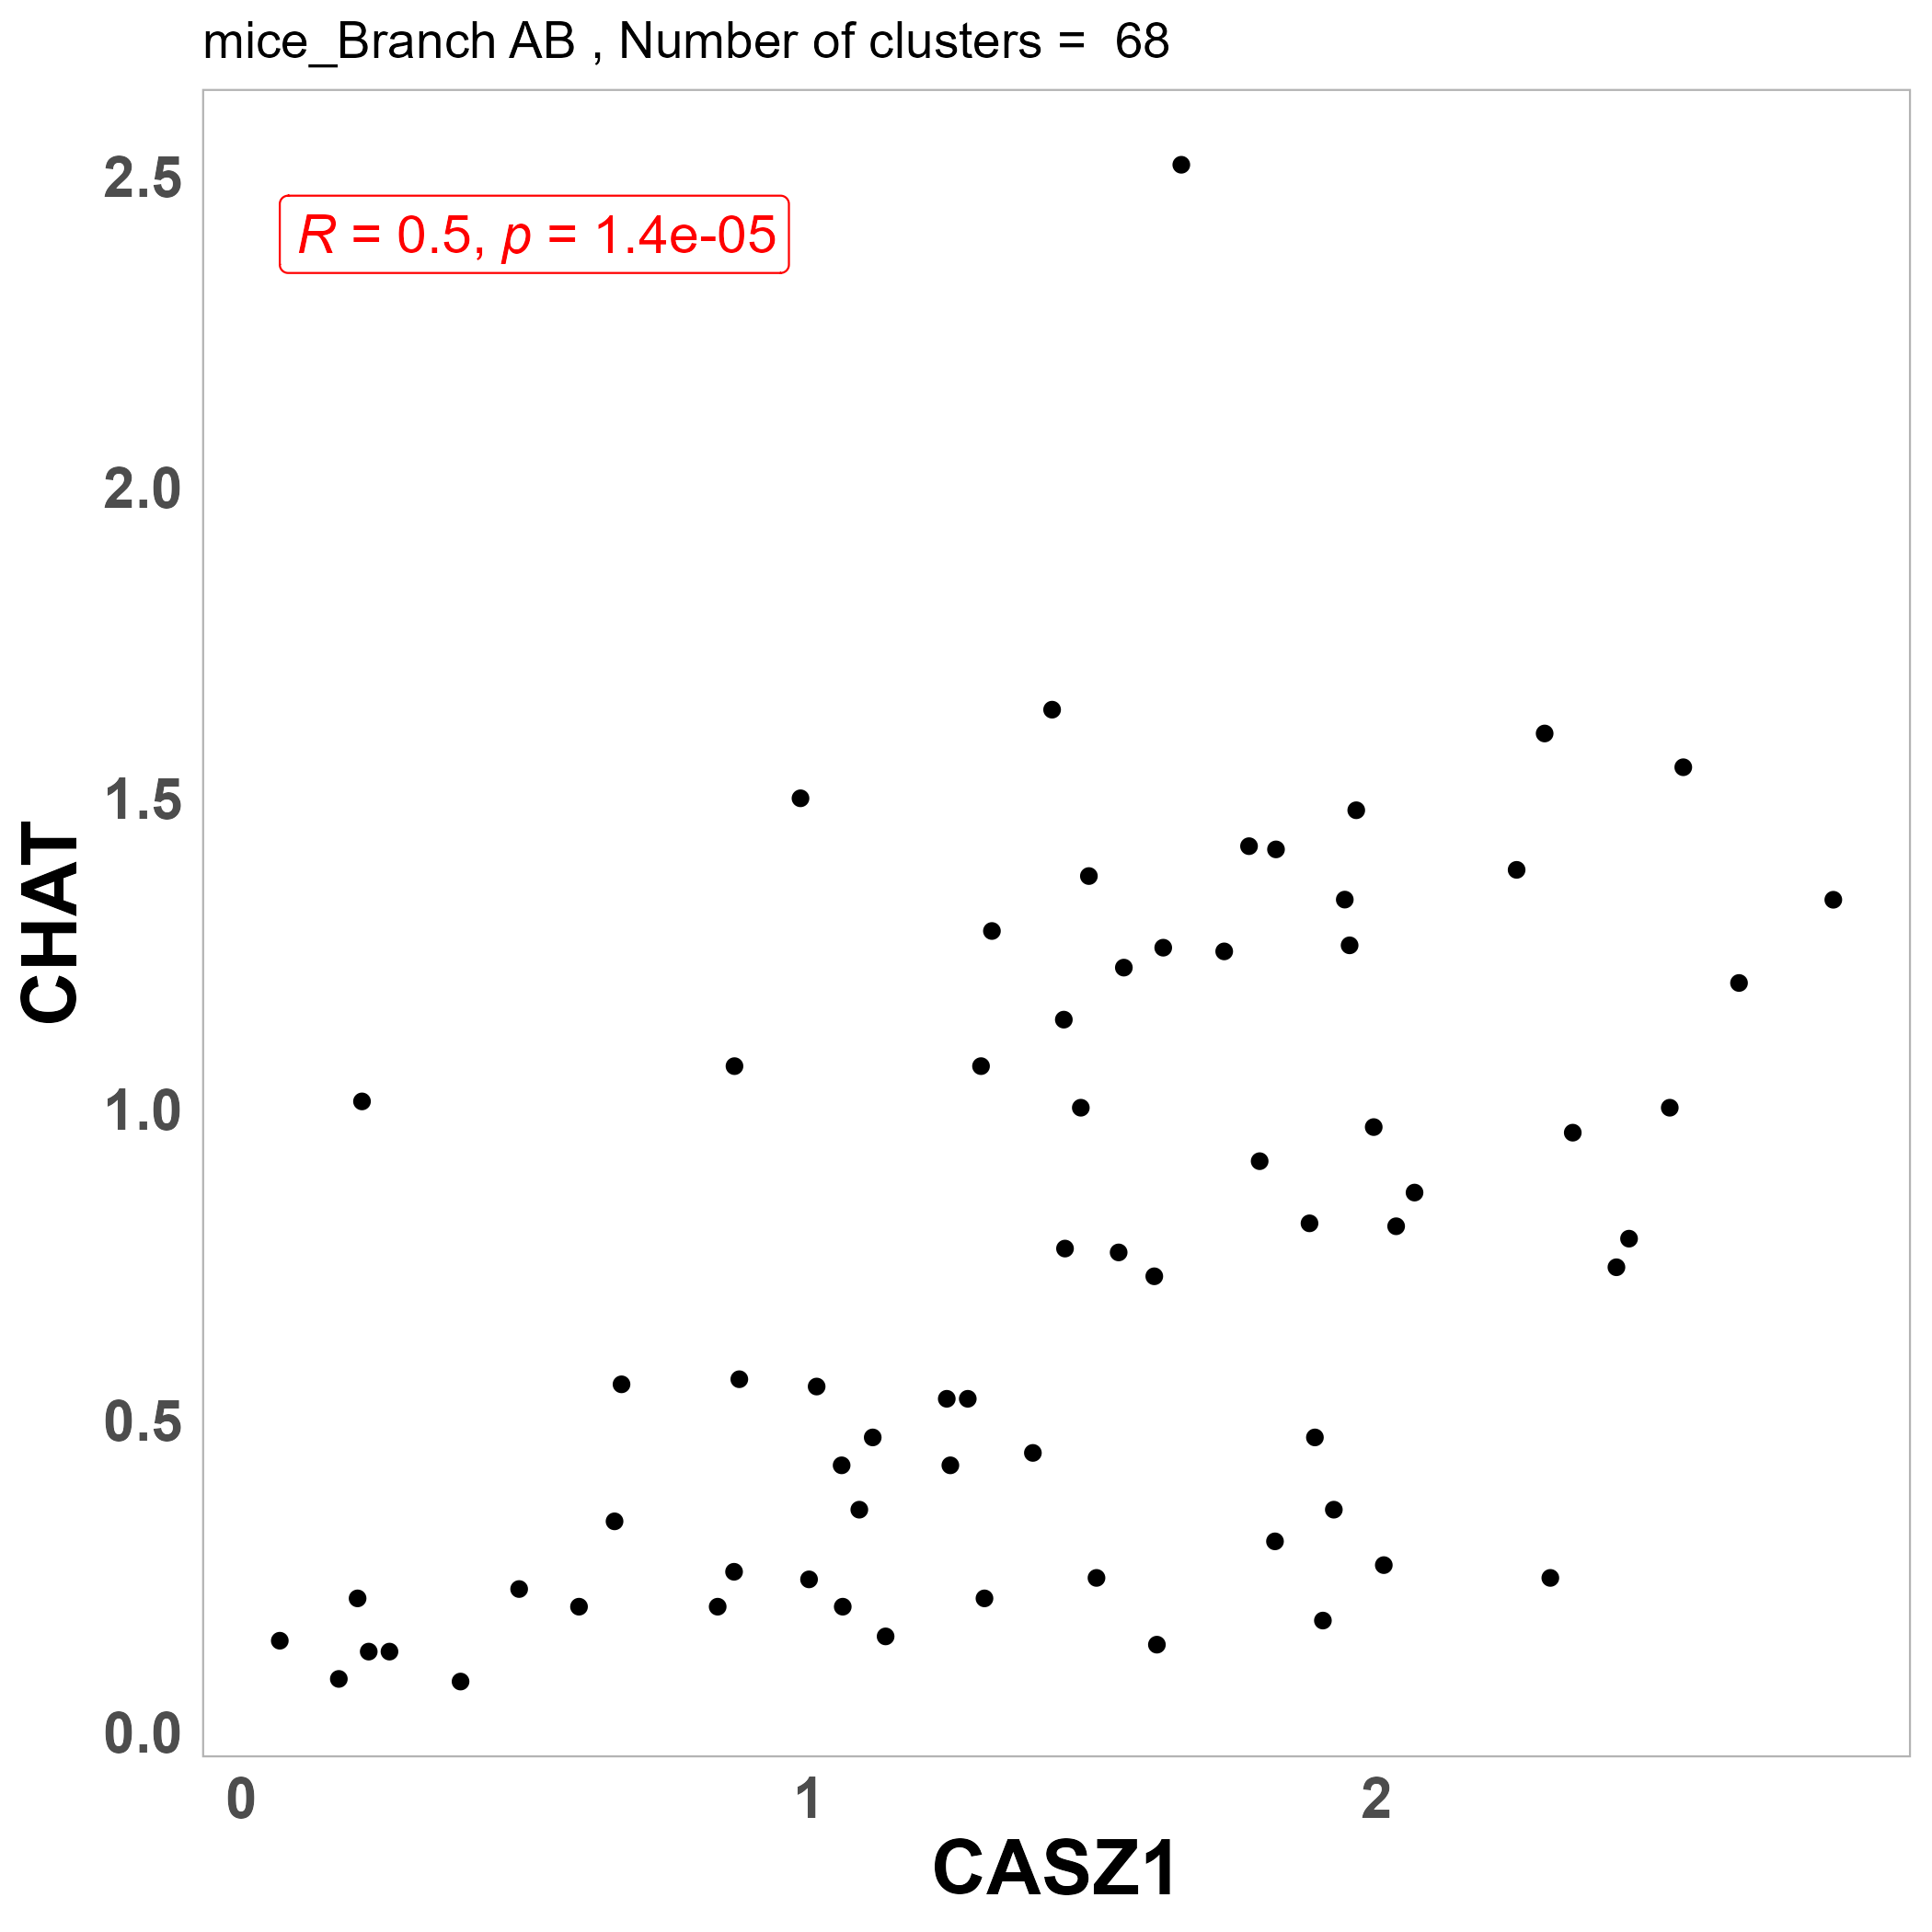 mice_Branch AB , Number of clusters =  68
R = 0.5, p = 1.4e-05
2.5
2.0
1.5
1.0
0.5
0.0
CHAT
0 1 2
CASZ1